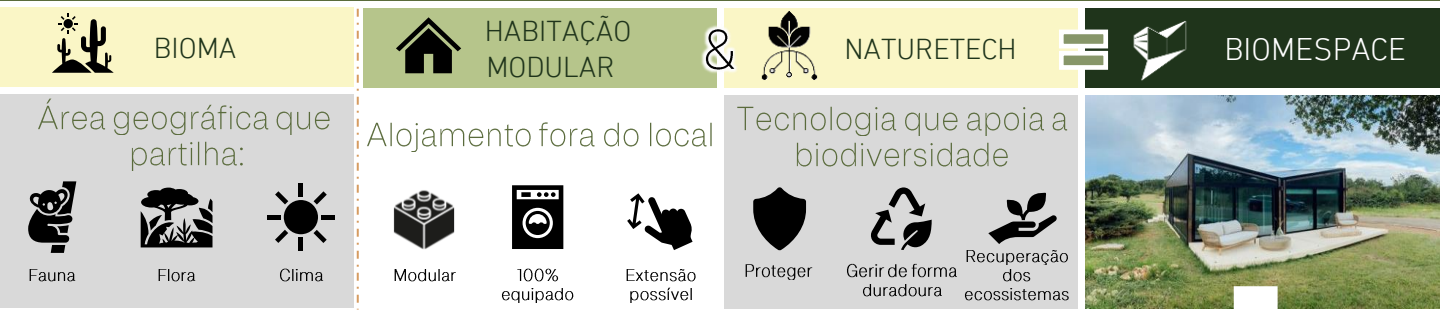 BIOMA
Área geográfica que
partilha:
Fauna
Flora
Clima
HABITAÇÃO
MODULAR
Alojamento fora do local
Modular
100%
equipado
Extensão
possível
&
NATURETECH
Tecnologia que apoia a
biodiversidade
Proteger
Gerir de forma
duradoura
Recuperação
dos
ecossistemas
=
BIOMESPACE